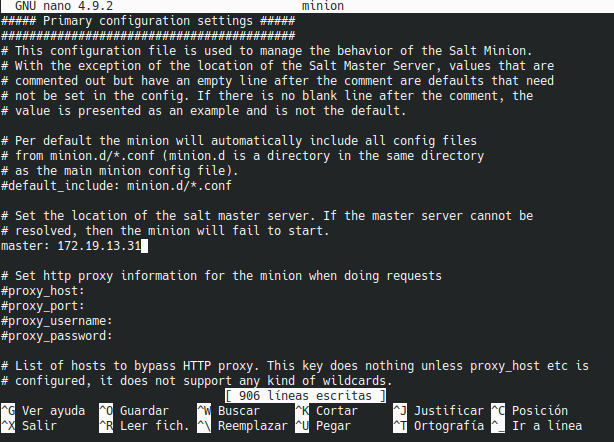 GNU nano 4.9.2 minion
##### Primary configuration settings #####
##########################################
# This configuration file is used to manage the behavior of the Salt Minion.
# With the exception of the location of the Salt Master Server, values that are
# commented out but have an empty line after the comment are defaults that need
# not be set in the config. If there is no blank line after the comment, the
# value is presented as an example and is not the default.
# Per default the minion will automatically include all config files
# from minion.d/*.conf (minion.d is a directory in the same directory
# as the main minion config file).
#default_include: minion.d/*.conf
# Set the location of the salt master server. If the master server cannot be
# resolved, then the minion will fail to start.
master: 172.19.13.31
# Set http proxy information for the minion when doing requests
#proxy_host:
#proxy_port:
#proxy_username:
#proxy_password:
# List of hosts to bypass HTTP proxy. This key does nothing unless proxy_host etc is
# configured, it does not support any kind of wildcards.
[ 906 líneas escritas ]
^G Ver ayuda ^O Guardar ^W Buscar ^K Cortar ^J Justificar ^C Posición
^X Salir ^R Leer fich. ^\ Reemplazar ^U Pegar ^T Ortografía ^_ Ir a línea